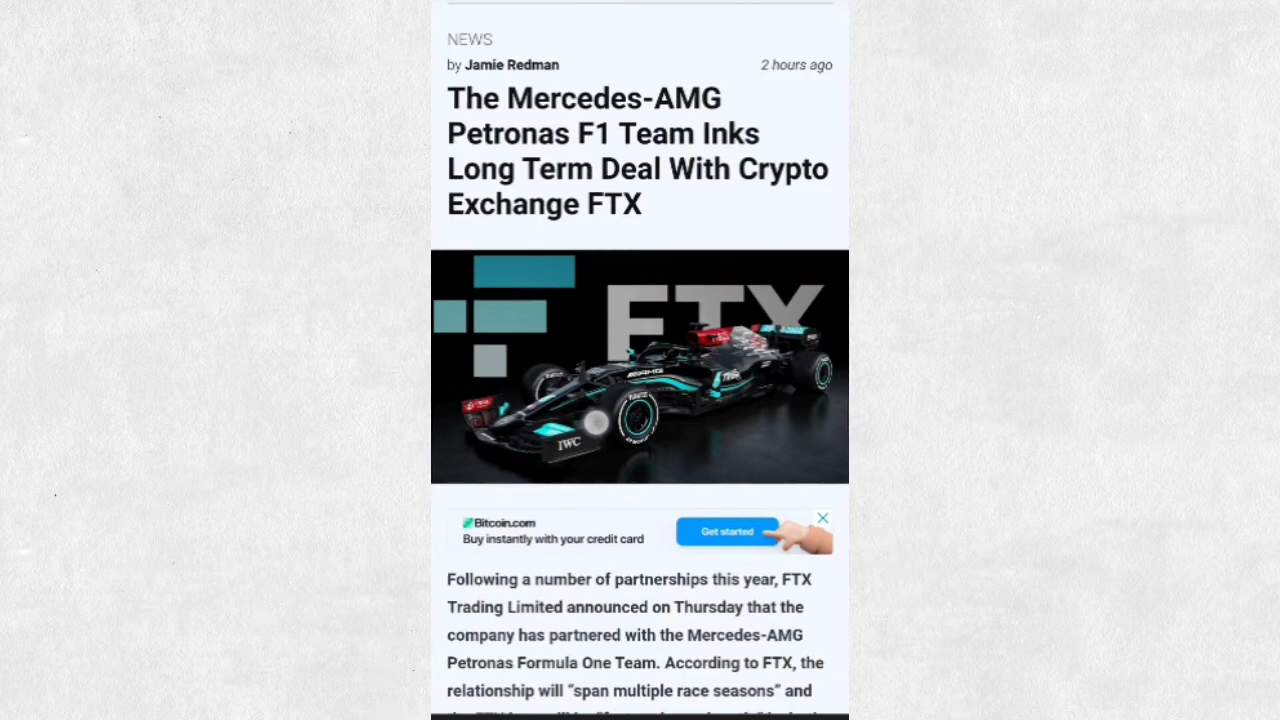 NEWS
by Jamie Redman
2 hours ago
The Mercedes-AMG
Petronas F1 Team Inks
Long Term Deal With Crypto
Exchange FTX
FTX
AMG
IWC
Bitcoin.com
Buy instantly with your credit card
Get started
Following a number of partnerships this year, FTX
Trading Limited announced on Thursday that the
company has partnered with the Mercedes-AMG
Petronas Formula One Team. According to FTX, the
relationship will “span multiple race seasons” and